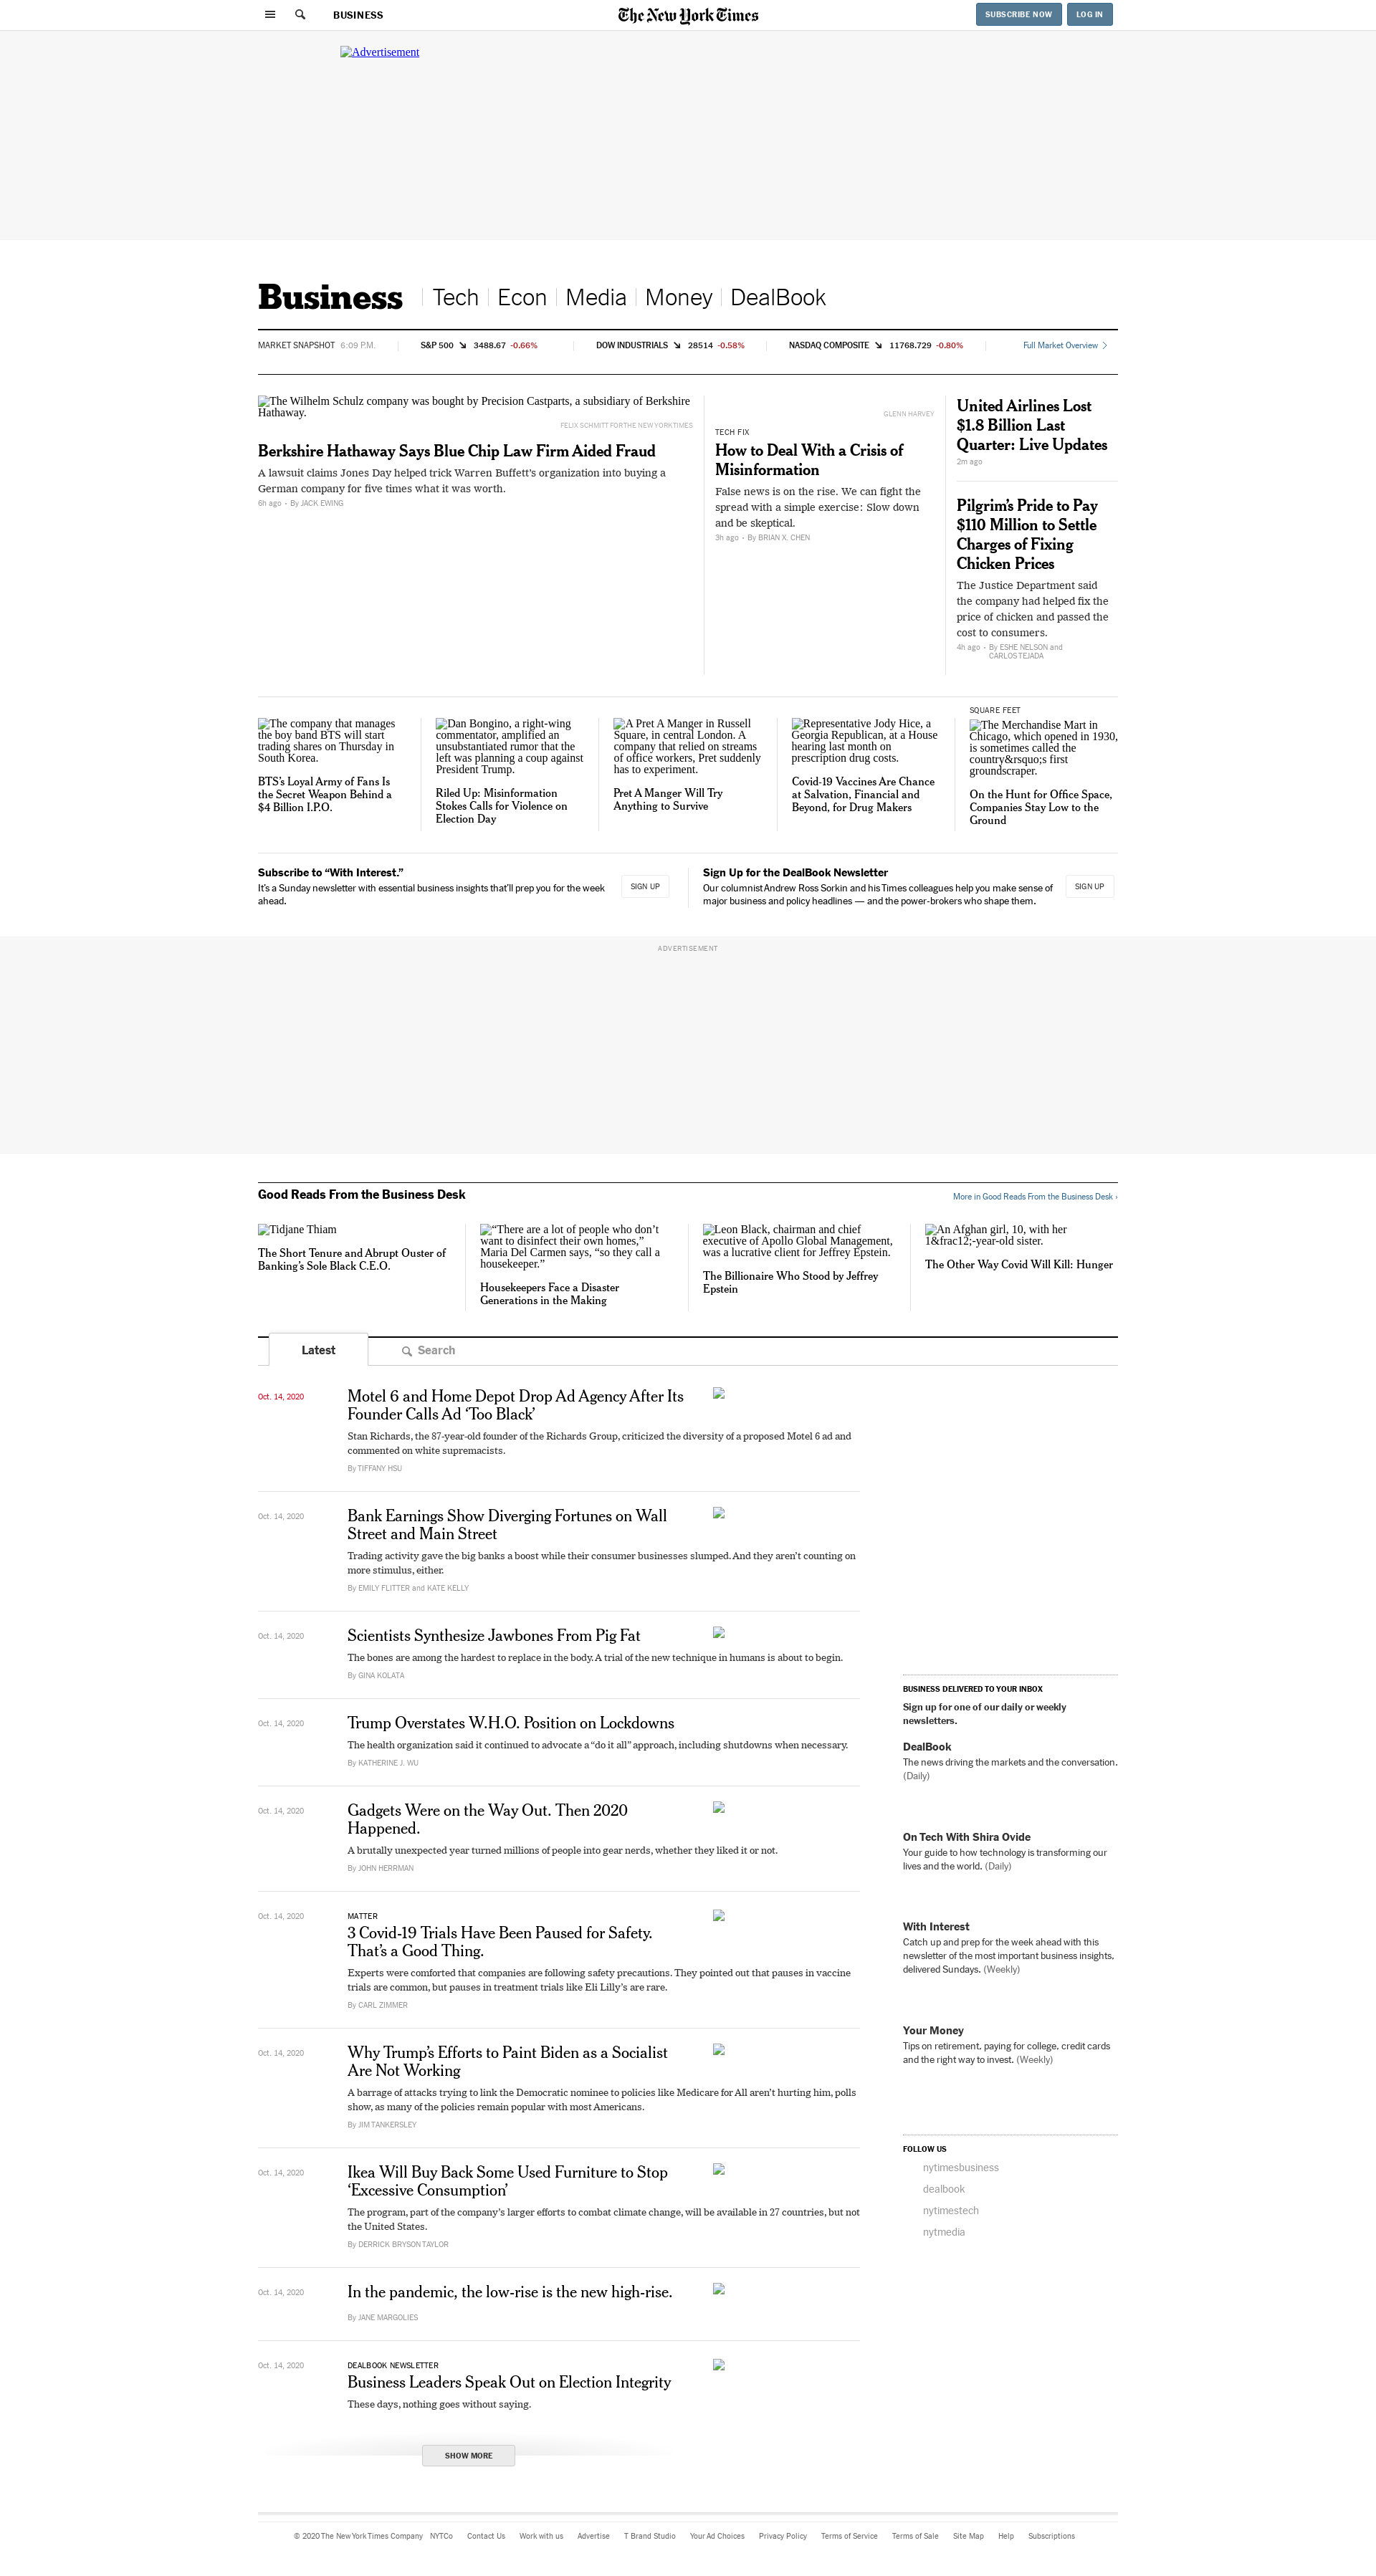 BUSINESS
The New York Times
SUBSCRIBE NOW
LOG IN
Advertisement
Business
Tech
Econ
Media
Money
DealBook
MARKET SNAPSHOT 6:09 P.M.
S&P 500 3488.67 -0.66%
DOW INDUSTRIALS 28514 -0.58%
NASDAQ COMPOSITE 11768.729 -0.80%
Full Market Overview
The Wilhelm Schulz company was bought by Precision Castparts, a subsidiary of Berkshire
Hathaway.
FELIX SCHMITT FOR THE NEW YORK TIMES
Berkshire Hathaway Says Blue Chip Law Firm Aided Fraud
A lawsuit claims Jones Day helped trick Warren Buffett’s organization into buying a
German company for five times what it was worth.
6h ago • By JACK EWING
GLENN HARVEY
TECH FIX
How to Deal With a Crisis of
Misinformation
False news is on the rise. We can fight the
spread with a simple exercise: Slow down
and be skeptical.
3h ago • By BRIAN X. CHEN
United Airlines Lost
$1.8 Billion Last
Quarter: Live Updates
2m ago
Pilgrim’s Pride to Pay
$110 Million to Settle
Charges of Fixing
Chicken Prices
The Justice Department said
the company had helped fix the
price of chicken and passed the
cost to consumers.
4h ago • By ESHE NELSON and
CARLOS TEJADA
The company that manages
the boy band BTS will start
trading shares on Thursday in
South Korea.
BTS’s Loyal Army of Fans Is
the Secret Weapon Behind a
$4 Billion I.P.O.
Dan Bongino, a right-wing
commentator, amplified an
unsubstantiated rumor that the
left was planning a coup against
President Trump.
Riled Up: Misinformation
Stokes Calls for Violence on
Election Day
A Pret A Manger in Russell
Square, in central London. A
company that relied on streams
of office workers, Pret suddenly
has to experiment.
Pret A Manger Will Try
Anything to Survive
Representative Jody Hice, a
Georgia Republican, at a House
hearing last month on
prescription drug costs.
Covid-19 Vaccines Are Chance
at Salvation, Financial and
Beyond, for Drug Makers
SQUARE FEET
The Merchandise Mart in
Chicago, which opened in 1930,
is sometimes called the
country&rsquo;s first
groundscraper.
On the Hunt for Office Space,
Companies Stay Low to the
Ground
Subscribe to “With Interest.”
It’s a Sunday newsletter with essential business insights that’ll prep you for the week
ahead.
SIGN UP
Sign Up for the DealBook Newsletter
Our columnist Andrew Ross Sorkin and his Times colleagues help you make sense of
major business and policy headlines — and the power-brokers who shape them.
SIGN UP
ADVERTISEMENT
Good Reads From the Business Desk
More in Good Reads From the Business Desk ›
Tidjane Thiam
The Short Tenure and Abrupt Ouster of
Banking’s Sole Black C.E.O.
“There are a lot of people who don’t
want to disinfect their own homes,”
Maria Del Carmen says, “so they call a
housekeeper.”
Housekeepers Face a Disaster
Generations in the Making
Leon Black, chairman and chief
executive of Apollo Global Management,
was a lucrative client for Jeffrey Epstein.
The Billionaire Who Stood by Jeffrey
Epstein
An Afghan girl, 10, with her
1&frac12;-year-old sister.
The Other Way Covid Will Kill: Hunger
Latest
Search
Oct. 14, 2020
Motel 6 and Home Depot Drop Ad Agency After Its
Founder Calls Ad ‘Too Black’
Stan Richards, the 87-year-old founder of the Richards Group, criticized the diversity of a proposed Motel 6 ad and
commented on white supremacists.
By TIFFANY HSU
Oct. 14, 2020
Bank Earnings Show Diverging Fortunes on Wall
Street and Main Street
Trading activity gave the big banks a boost while their consumer businesses slumped. And they aren’t counting on
more stimulus, either.
By EMILY FLITTER and KATE KELLY
Oct. 14, 2020
Scientists Synthesize Jawbones From Pig Fat
The bones are among the hardest to replace in the body. A trial of the new technique in humans is about to begin.
By GINA KOLATA
Oct. 14, 2020
Trump Overstates W.H.O. Position on Lockdowns
The health organization said it continued to advocate a “do it all” approach, including shutdowns when necessary.
By KATHERINE J. WU
Oct. 14, 2020
Gadgets Were on the Way Out. Then 2020
Happened.
A brutally unexpected year turned millions of people into gear nerds, whether they liked it or not.
By JOHN HERRMAN
Oct. 14, 2020
MATTER
3 Covid-19 Trials Have Been Paused for Safety.
That’s a Good Thing.
Experts were comforted that companies are following safety precautions. They pointed out that pauses in vaccine
trials are common, but pauses in treatment trials like Eli Lilly’s are rare.
By CARL ZIMMER
Oct. 14, 2020
Why Trump’s Efforts to Paint Biden as a Socialist
Are Not Working
A barrage of attacks trying to link the Democratic nominee to policies like Medicare for All aren’t hurting him, polls
show, as many of the policies remain popular with most Americans.
By JIM TANKERSLEY
Oct. 14, 2020
Ikea Will Buy Back Some Used Furniture to Stop
‘Excessive Consumption’
The program, part of the company’s larger efforts to combat climate change, will be available in 27 countries, but not
the United States.
By DERRICK BRYSON TAYLOR
Oct. 14, 2020
In the pandemic, the low-rise is the new high-rise.
By JANE MARGOLIES
Oct. 14, 2020
DEALBOOK NEWSLETTER
Business Leaders Speak Out on Election Integrity
These days, nothing goes without saying.
SHOW MORE
BUSINESS DELIVERED TO YOUR INBOX
Sign up for one of our daily or weekly
newsletters.
DealBook
The news driving the markets and the conversation.
(Daily)
On Tech With Shira Ovide
Your guide to how technology is transforming our
lives and the world. (Daily)
With Interest
Catch up and prep for the week ahead with this
newsletter of the most important business insights,
delivered Sundays. (Weekly)
Your Money
Tips on retirement, paying for college, credit cards
and the right way to invest. (Weekly)
FOLLOW US
nytimesbusiness
dealbook
nytimestech
nytmedia
© 2020 The New York Times Company
NYTCo
Contact Us
Work with us
Advertise
T Brand Studio
Your Ad Choices
Privacy Policy
Terms of Service
Terms of Sale
Site Map
Help
Subscriptions